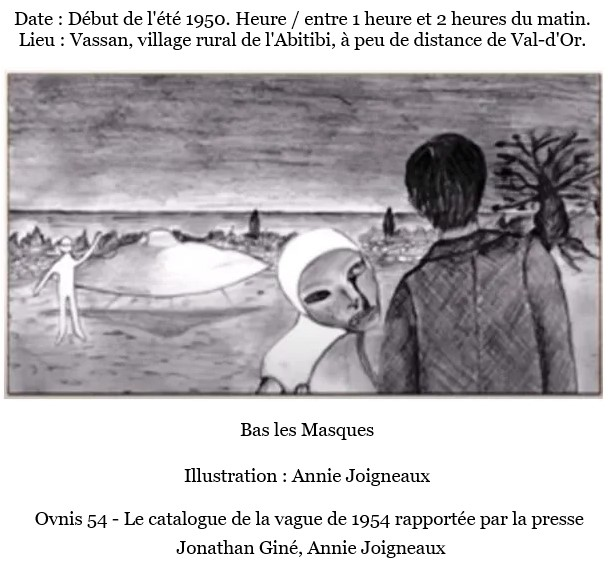 Date : Début de l'été 1950. Heure / entre 1 heure et 2 heures du matin.
Lieu : Vassan, village rural de l'Abitibi, à peu de distance de Val-d'Or.
Bas les Masques
Illustration : Annie Joigneaux
Ovnis 54 - Le catalogue de la vague de 1954 rapportée par la presse
Jonathan Giné, Annie Joigneaux